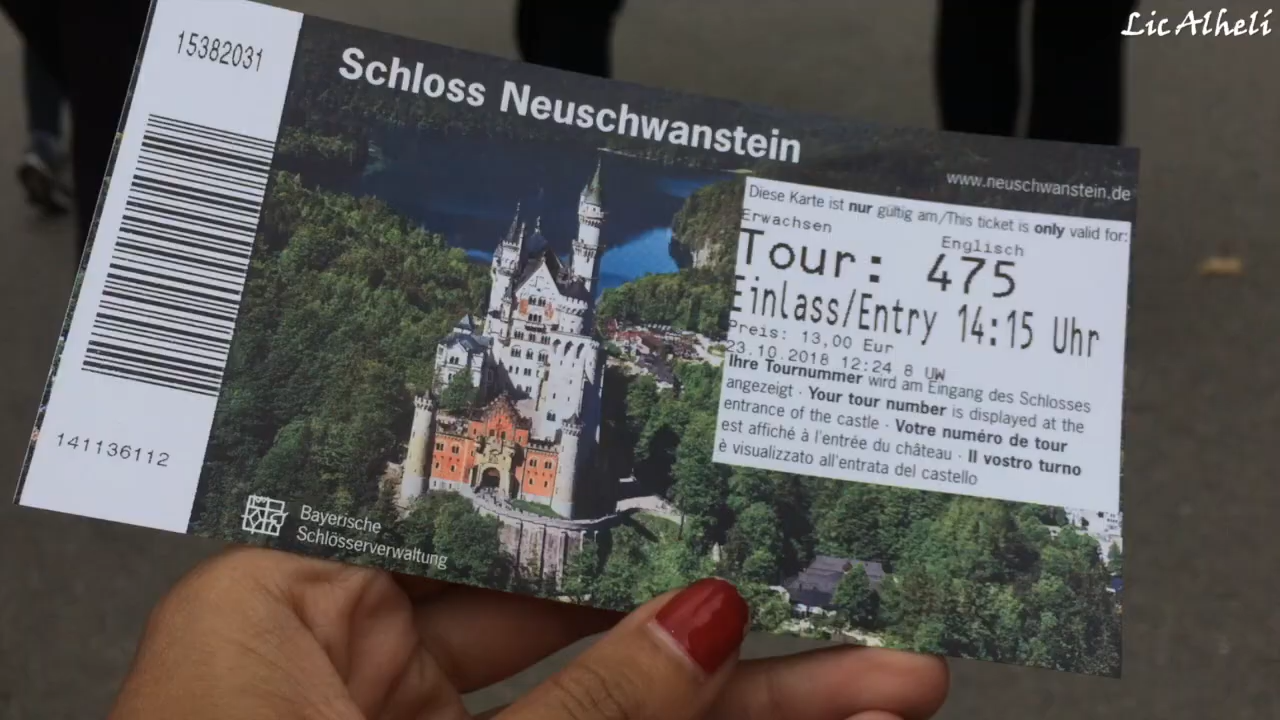 LicAlhelí
15382031
Schloss Neuschwanstein
www.neuschwanstein.de
Diese Karte ist nur gültig am/This ticket is only valid for:
Erwachsen
Englisch
Tour: 475
Einlass/Entry 14:15 Uhr
Preis: 13,00 Eur
23.10.2018 12:24 8 UW
Ihre Tournummer wird am Eingang des Schlosses
angezeigt · Your tour number is displayed at the
entrance of the castle · Votre numéro de tour
est affiché à l'entrée du château · Il vostro turno
è visualizzato all'entrata del castello
141136112
Bayerische
Schlösserverwaltung